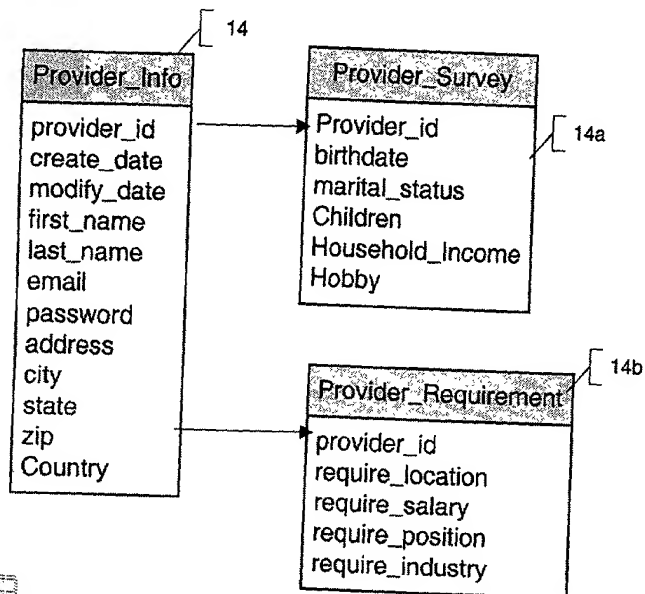 14
Provider_Info
provider_id
create_date
modify_date
first_name
last_name
email
password
address
city
state
zip
Country
Provider_Survey
14a
Provider_id
birthdate
marital_status
Children
Household_Income
Hobby
14b
Provider_Requirement
provider_id
require_location
require_salary
require_position
require_industry